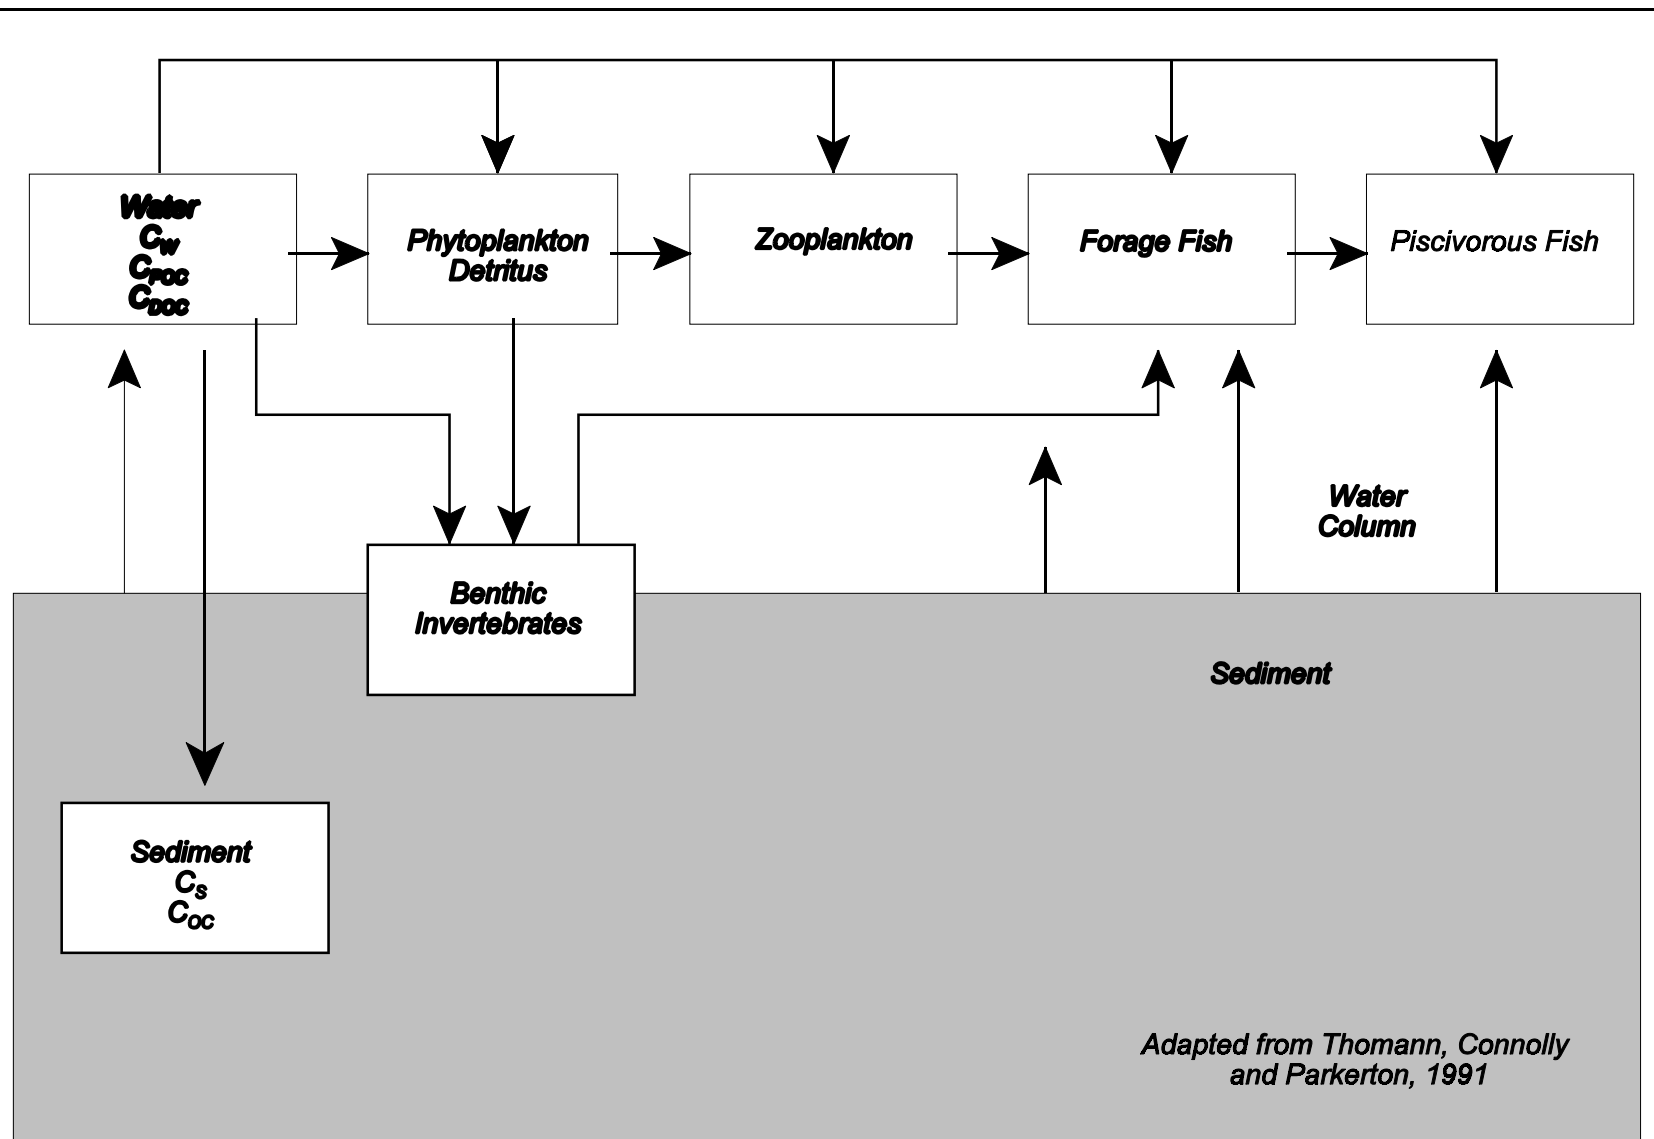 Water
C_W
C_POC
C_DOC
Phytoplankton
Detritus
Zooplankton
Forage Fish
Piscivorous Fish
Water
Column
Benthic
Invertebrates
Sediment
Sediment
C_S
C_OC
Adapted from Thomann, Connolly
and Parkerton, 1991